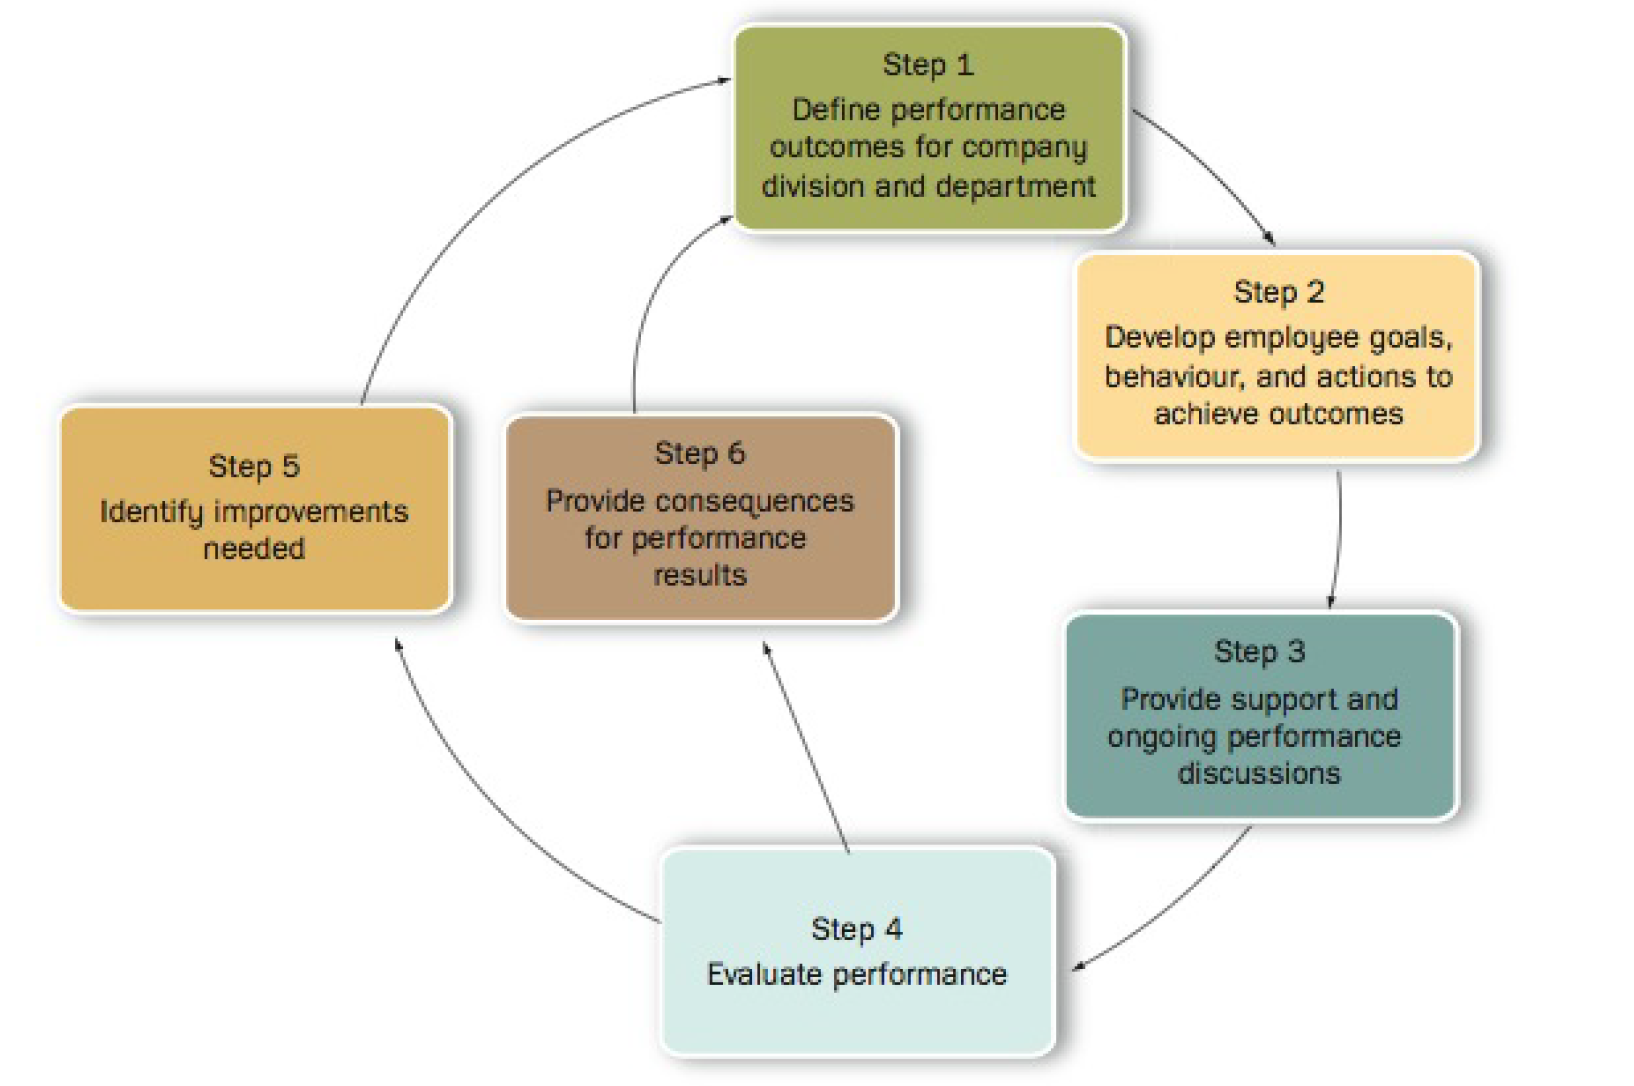 Step 1
Define performance
outcomes for company
division and department
Step 2
Develop employee goals,
behaviour, and actions to
achieve outcomes
Step 3
Provide support and
ongoing performance
discussions
Step 4
Evaluate performance
Step 5
Identify improvements
needed
Step 6
Provide consequences
for performance
results